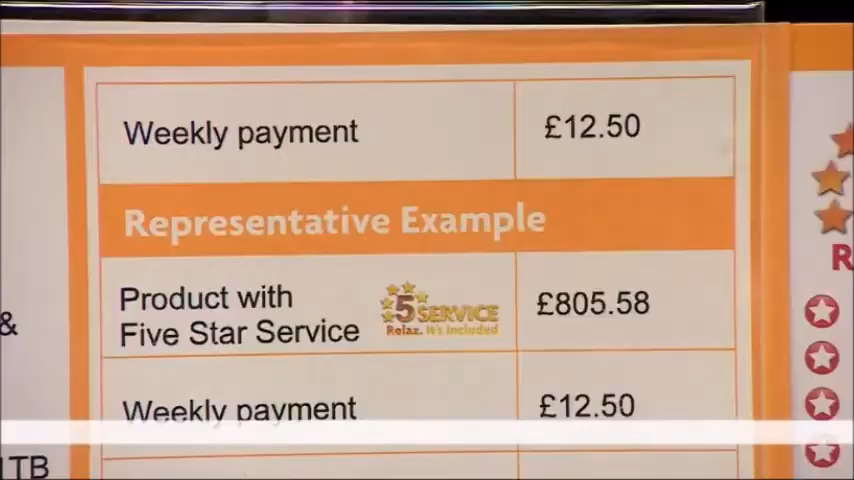 Weekly payment £12.50
Representative Example
Product with
Five Star Service
5 SERVICE
Relax. It's included
£805.58
Weekly payment £12.50
&
1TB
R